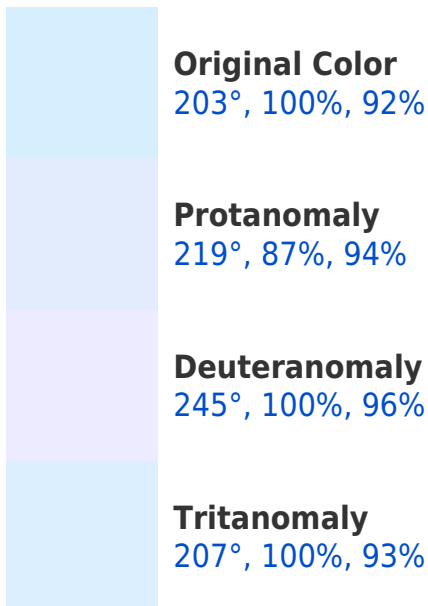 Original Color
203°, 100%, 92%
Protanomaly
219°, 87%, 94%
Deuteranomaly
245°, 100%, 96%
Tritanomaly
207°, 100%, 93%